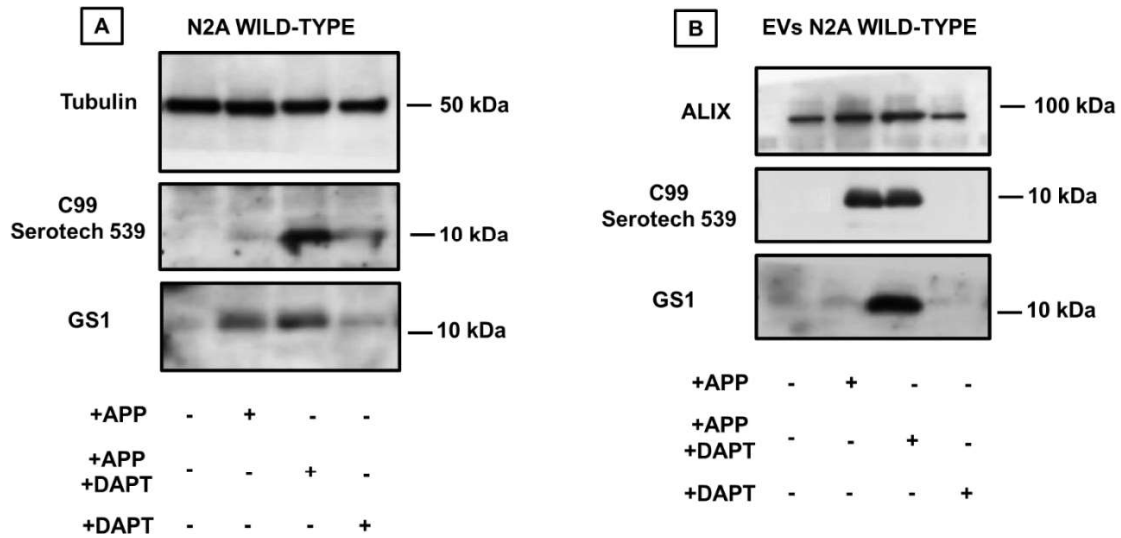 A
N2A WILD-TYPE
Tubulin
50 kDa
C99
Serotech 539
10 kDa
GS1
10 kDa
+APP - + - -
+APP
+DAPT - - + -
+DAPT - - - +
B
EVs N2A WILD-TYPE
ALIX
100 kDa
C99
Serotech 539
10 kDa
GS1
10 kDa
+APP - + - -
+APP
+DAPT - - + -
+DAPT - - - +